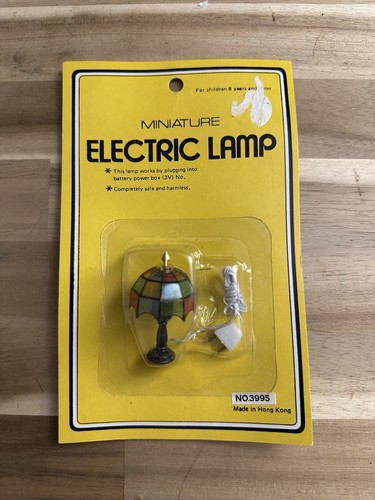 For children 8 years and over
MINIATURE
ELECTRIC LAMP
* This lamp works by plugging into
battery power box (3V) No.
* Completely safe and harmless.
NO.3995
Made in Hong Kong